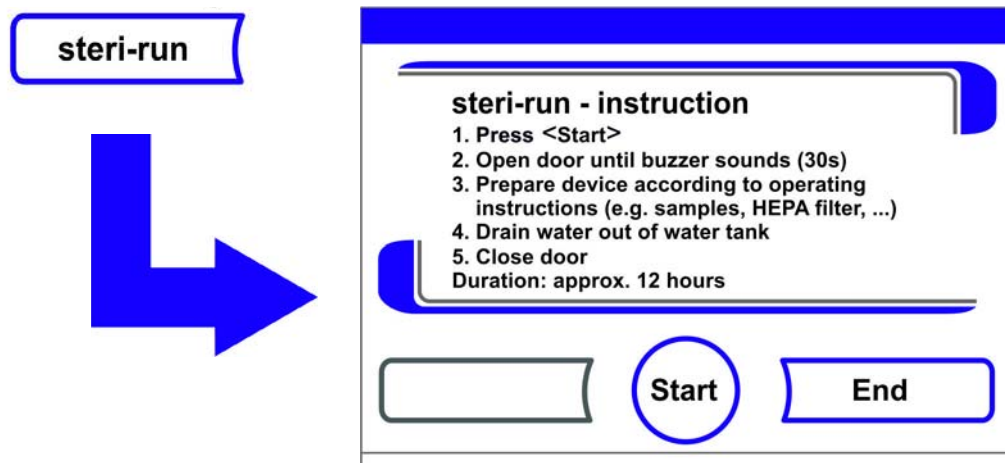 steri-run
steri-run - instruction
1. Press <Start>
2. Open door until buzzer sounds (30s)
3. Prepare device according to operating
instructions (e.g. samples, HEPA filter, ...)
4. Drain water out of water tank
5. Close door
Duration: approx. 12 hours
Start
End